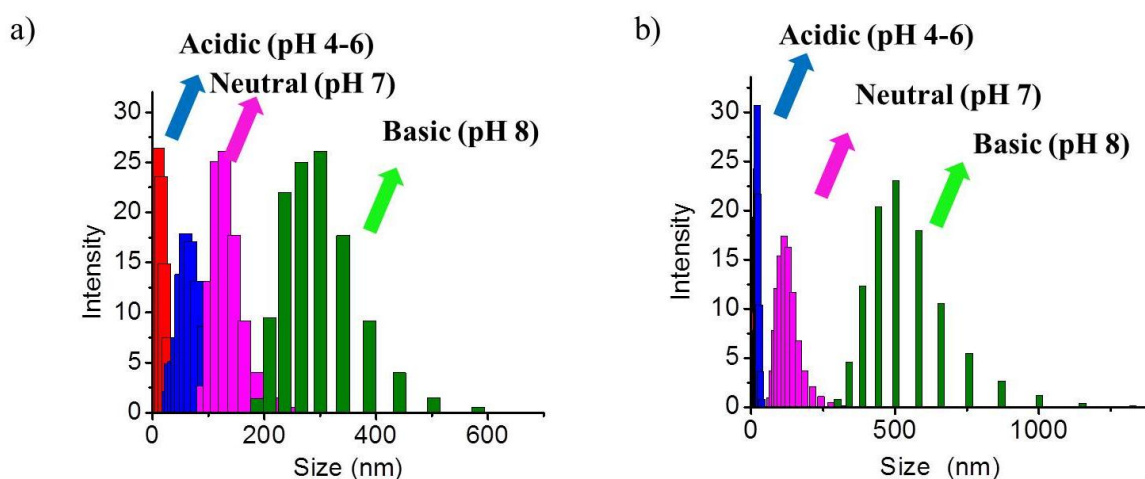 a)
Acidic (pH 4-6)
Neutral (pH 7)
Basic (pH 8)
30
25
20
15
10
5
0
Intensity
0 200 400 600
Size (nm)
b)
Acidic (pH 4-6)
Neutral (pH 7)
Basic (pH 8)
30
25
20
15
10
5
0
Intensity
0 500 1000
Size (nm)